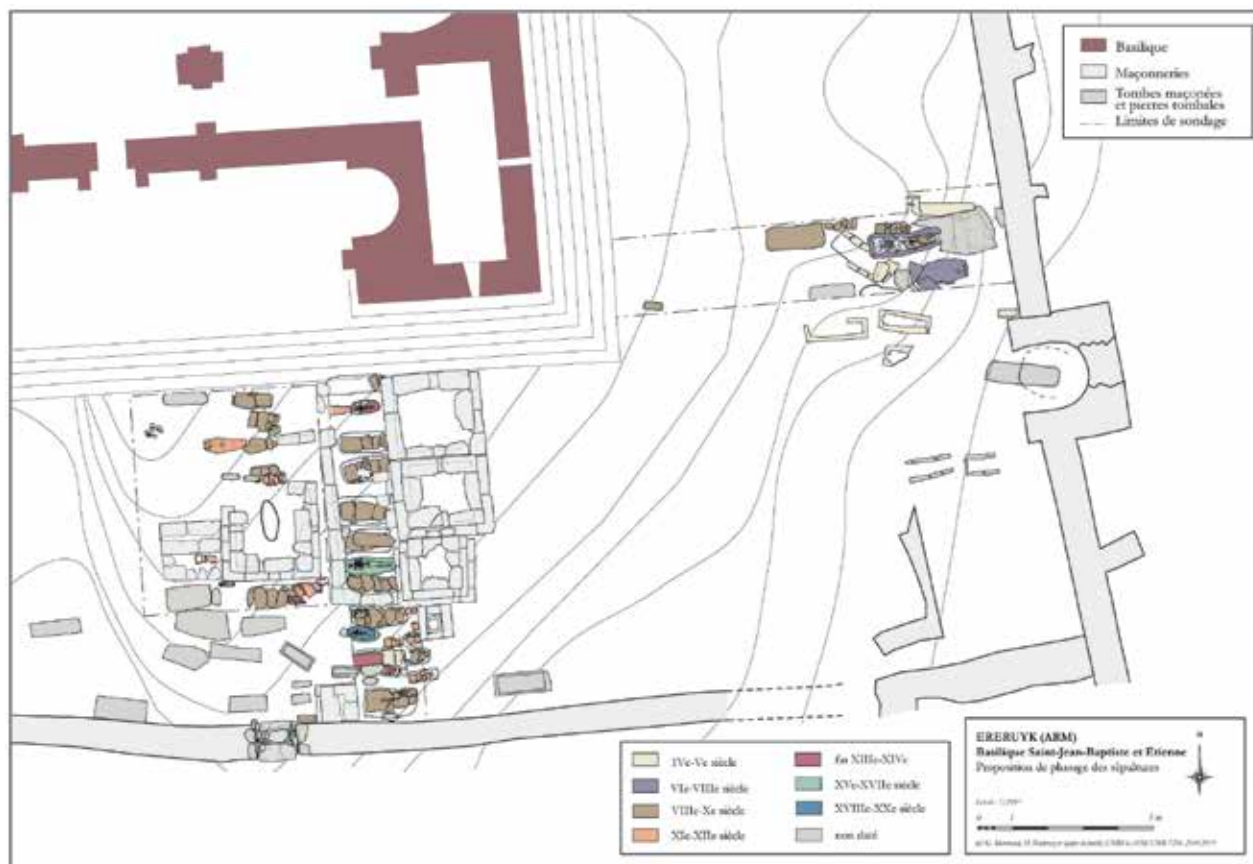 Basilique
Maçonneries
Tombes maçonées
et pierres tombales
Limites de sondage
IVe-Ve siècle
VIe-VIIIe siècle
VIIIe-Xe siècle
XIe-XIIe siècle
fin XIIIe-XIVe
XVe-XVIIe siècle
XVIIIe-XXe siècle
non daté
ERERUYK (ARM)
Basilique Saint-Jean-Baptiste et Etienne
Proposition de phasage des sépultures